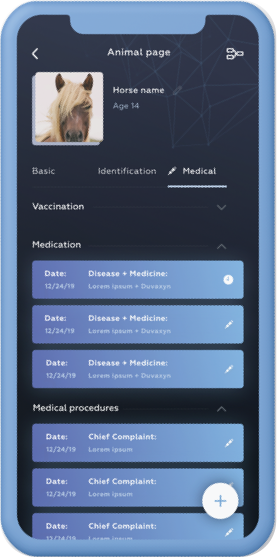 Animal page
Horse name
Age 14
Basic Identification Medical
Vaccination
Medication
Date: Disease + Medicine:
12/24/19 Lorem Ipsum + Duvaxyn
Date: Disease + Medicine:
12/24/19 Lorem Ipsum + Duvaxyn
Date: Disease + Medicine:
12/24/19 Lorem Ipsum + Duvaxyn
Medical procedures
Date: Chief Complaint:
12/24/19 Lorem ipsum
Date: Chief Complaint:
12/24/19 Lorem ipsum
Date: Chief Complaint:
12/24/19 Lorem ipsum